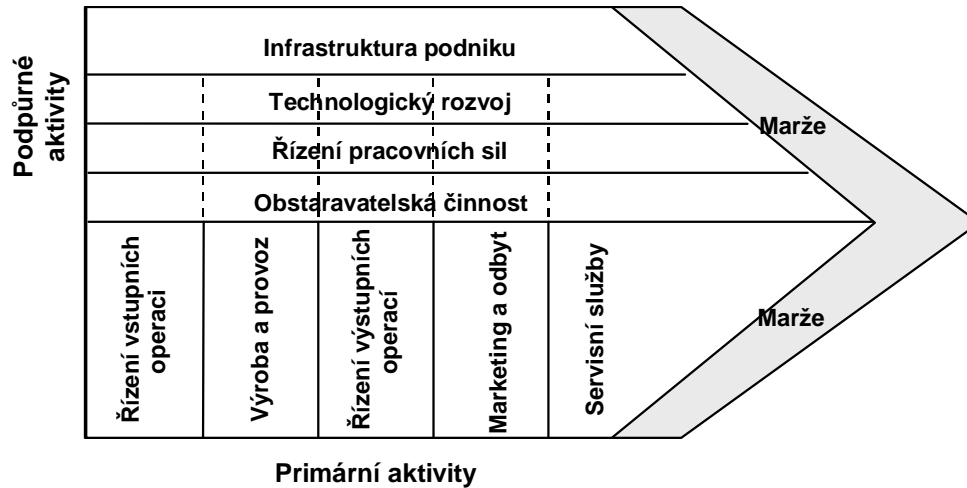 Podpůrné
aktivity
Infrastruktura podniku
Technologický rozvoj
Řízení pracovních sil
Obstaravatelská činnost
Marže
Řízení vstupních
operaci
Výroba a provoz
Řízení výstupních
operací
Marketing a odbyt
Servisní služby
Marže
Primární aktivity